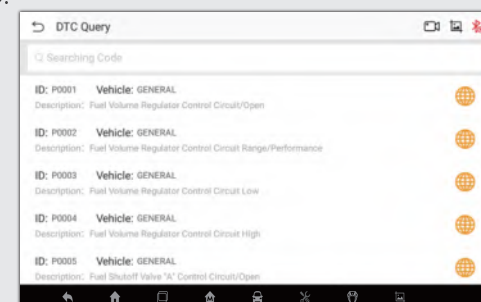 DTC Query
Searching Code
ID: P0001 Vehicle: GENERAL
Description: Fuel Volume Regulator Control Circuit/Open
ID: P0002 Vehicle: GENERAL
Description: Fuel Volume Regulator Control Circuit Range/Performance
ID: P0003 Vehicle: GENERAL
Description: Fuel Volume Regulator Control Circuit Low
ID: P0004 Vehicle: GENERAL
Description: Fuel Volume Regulator Control Circuit High
ID: P0005 Vehicle: GENERAL
Description: Fuel Shutoff Valve "A" Control Circuit/Open